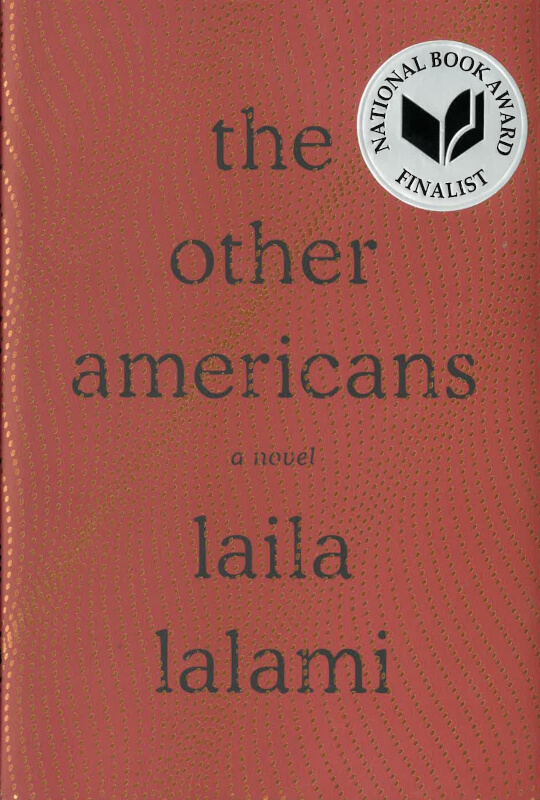 NATIONAL BOOK AWARD
FINALIST
the
other
americans
a novel
laila
lalami